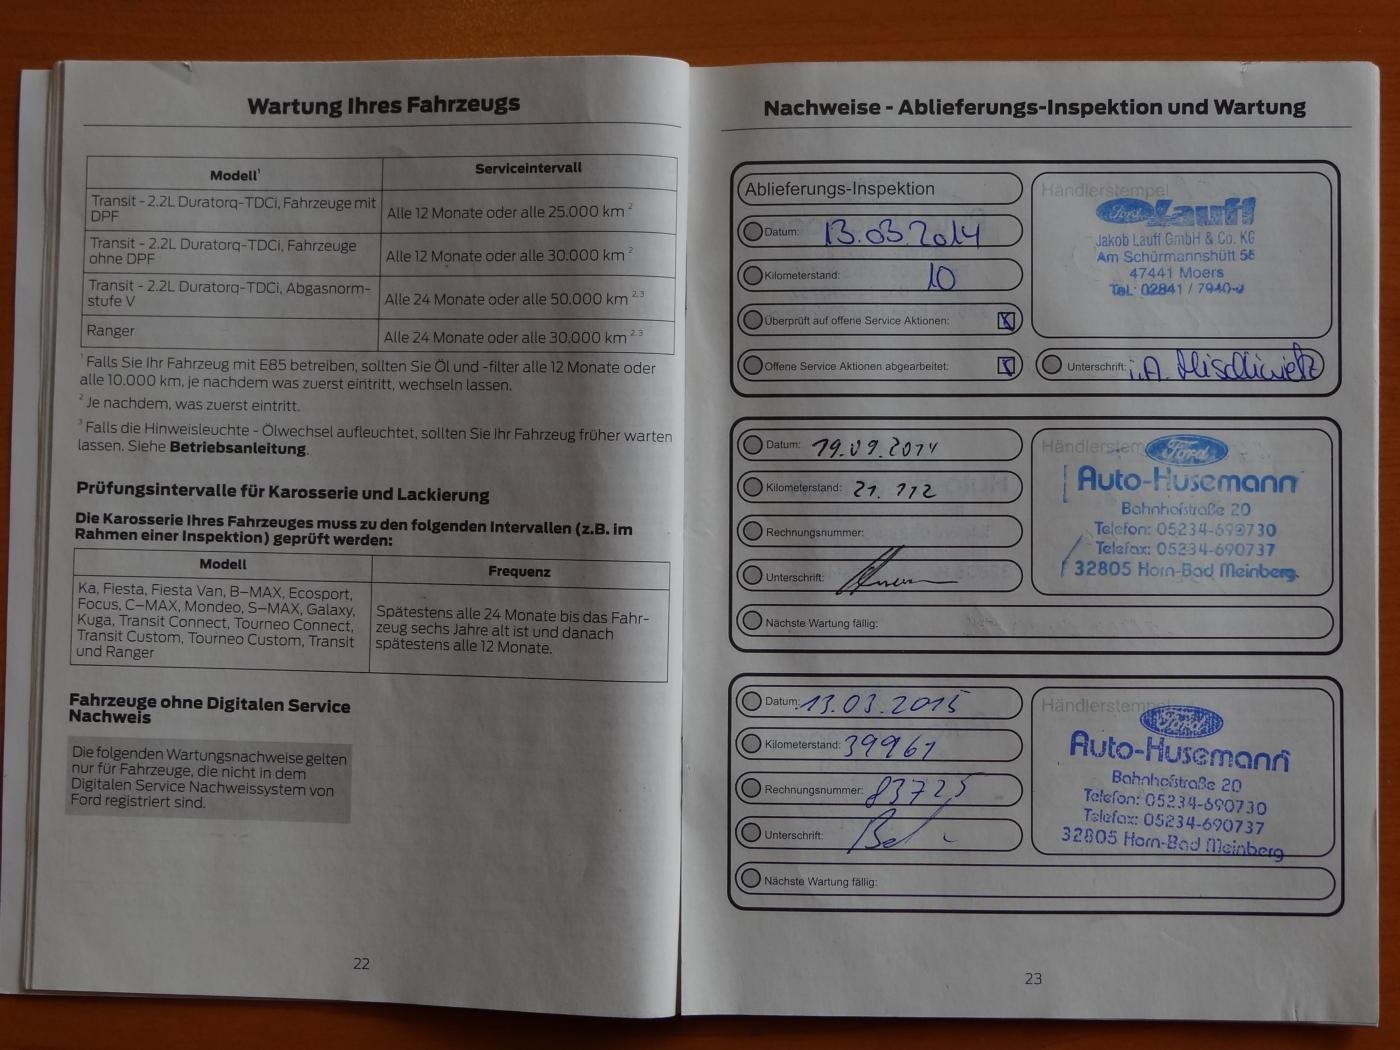 Wartung Ihres Fahrzeugs
Modell¹
Serviceintervall
Transit - 2.2L Duratorq-TDCi, Fahrzeuge mit
DPF
Alle 12 Monate oder alle 25.000 km ²
Transit - 2.2L Duratorq-TDCi, Fahrzeuge
ohne DPF
Alle 12 Monate oder alle 30.000 km ²
Transit - 2.2L Duratorq-TDCi, Abgasnorm-
stufe V
Alle 24 Monate oder alle 50.000 km ²,³
Ranger
Alle 24 Monate oder alle 30.000 km ²,³
¹ Falls Sie Ihr Fahrzeug mit E85 betreiben, sollten Sie Öl und -filter alle 12 Monate oder
alle 10.000 km, je nachdem was zuerst eintritt, wechseln lassen.
² Je nachdem, was zuerst eintritt.
³ Falls die Hinweisleuchte - Ölwechsel aufleuchtet, sollten Sie Ihr Fahrzeug früher warten
lassen. Siehe Betriebsanleitung.
Prüfungsintervalle für Karosserie und Lackierung
Die Karosserie Ihres Fahrzeuges muss zu den folgenden Intervallen (z.B. im
Rahmen einer Inspektion) geprüft werden:
Modell
Frequenz
Ka, Fiesta, Fiesta Van, B-MAX, Ecosport,
Focus, C-MAX, Mondeo, S-MAX, Galaxy,
Kuga, Transit Connect, Tourneo Connect,
Transit Custom, Tourneo Custom, Transit
und Ranger
Spätestens alle 24 Monate bis das Fahr-
zeug sechs Jahre alt ist und danach
spätestens alle 12 Monate.
Fahrzeuge ohne Digitalen Service
Nachweis
Die folgenden Wartungsnachweise gelten
nur für Fahrzeuge, die nicht in dem
Digitalen Service Nachweissystem von
Ford registriert sind.
22
Nachweise - Ablieferungs-Inspektion und Wartung
Ablieferungs-Inspektion
Datum: 13.03.2014
Kilometerstand: 10
Überprüft auf offene Service Aktionen:
Offene Service Aktionen abgearbeitet:
Händlerstempel
Ford Lauff
Jakob Lauff GmbH & Co. KG
Am Schürmannshütt 56
47441 Moers
Tel.: 02841 / 7940-0
Unterschrift: i.A.
Datum: 19.09.2014
Kilometerstand: 21.112
Rechnungsnummer:
Unterschrift:
Nächste Wartung fällig:
Händlerstem
Ford
Auto-Husemann
Bahnhofstraße 20
Telefon: 05234-690730
Telefax: 05234-690737
32805 Horn-Bad Meinberg.
Datum: 13.03.2015
Kilometerstand: 39961
Rechnungsnummer: 83725
Unterschrift:
Nächste Wartung fällig:
Händlerstempel
Ford
Auto-Husemann
Bahnhofstraße 20
Telefon: 05234-690730
Telefax: 05234-690737
32805 Horn-Bad Meinberg
23